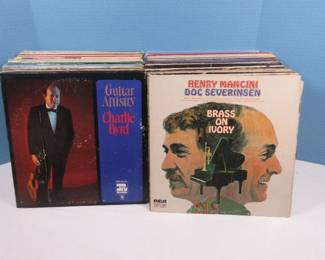 Guitar
Artistry
Charlie
Byrd
HENRY MANCINI
DOC SEVERINSEN
BRASS
ON
IVORY
RCA